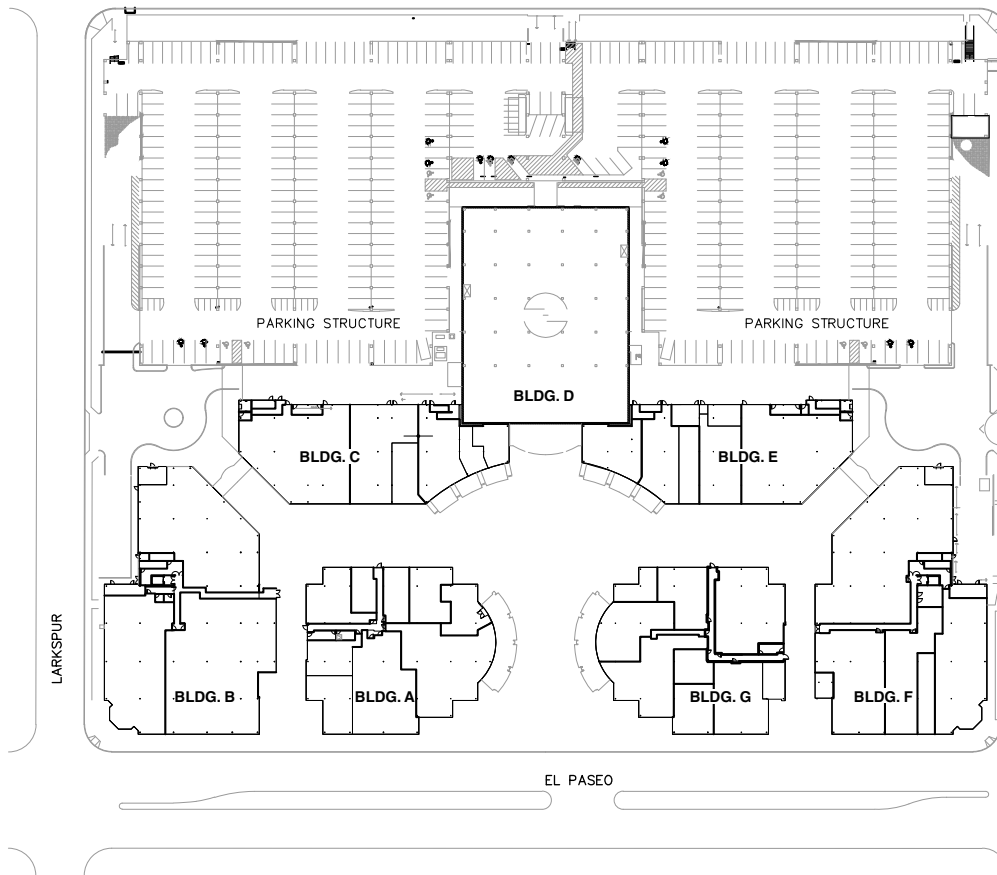 PARKING STRUCTURE
PARKING STRUCTURE
BLDG. D
BLDG. C
BLDG. E
LARKSPUR
BLDG. B
BLDG. A
BLDG. G
BLDG. F
EL PASEO